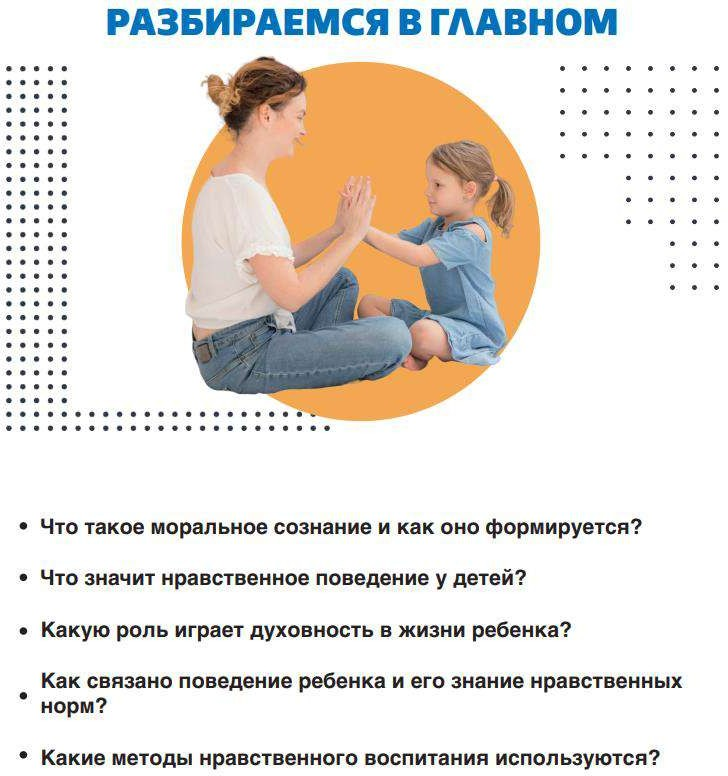 РАЗБИРАЕМСЯ В ГЛАВНОМ
• Что такое моральное сознание и как оно формируется?
• Что значит нравственное поведение у детей?
• Какую роль играет духовность в жизни ребенка?
• Как связано поведение ребенка и его знание нравственных
норм?
• Какие методы нравственного воспитания используются?